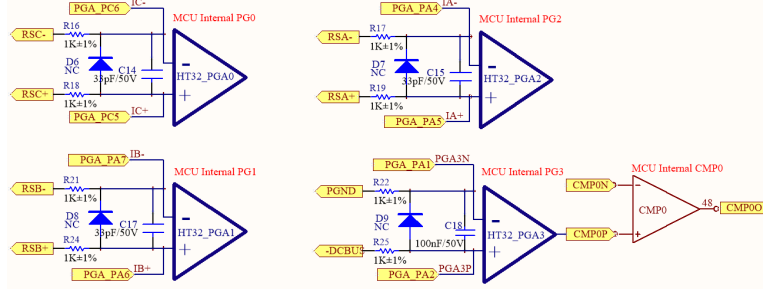 PGA_PC6
IC-
MCU Internal PG0
RSC-
R16
1K±1%
D6
NC
C14
33pF/50V
HT32_PGA0
RSC+
R18
1K±1%
PGA_PC5
IC+
PGA_PA4
IA-
MCU Internal PG2
RSA-
R17
1K±1%
D7
NC
C15
33pF/50V
HT32_PGA2
RSA+
R19
1K±1%
PGA_PA5
IA+
PGA_PA7
IB-
MCU Internal PG1
RSB-
R21
1K±1%
D8
NC
C17
33pF/50V
HT32_PGA1
RSB+
R24
1K±1%
PGA_PA6
IB+
PGA_PA1
PGA3N
MCU Internal PG3
PGND
R22
1K±1%
D9
NC
C18
100nF/50V
HT32_PGA3
-DCBUS
R25
1K±1%
PGA_PA2
PGA3P
MCU Internal CMP0
CMP0N
CMP0
48
CMP0O
CMP0P